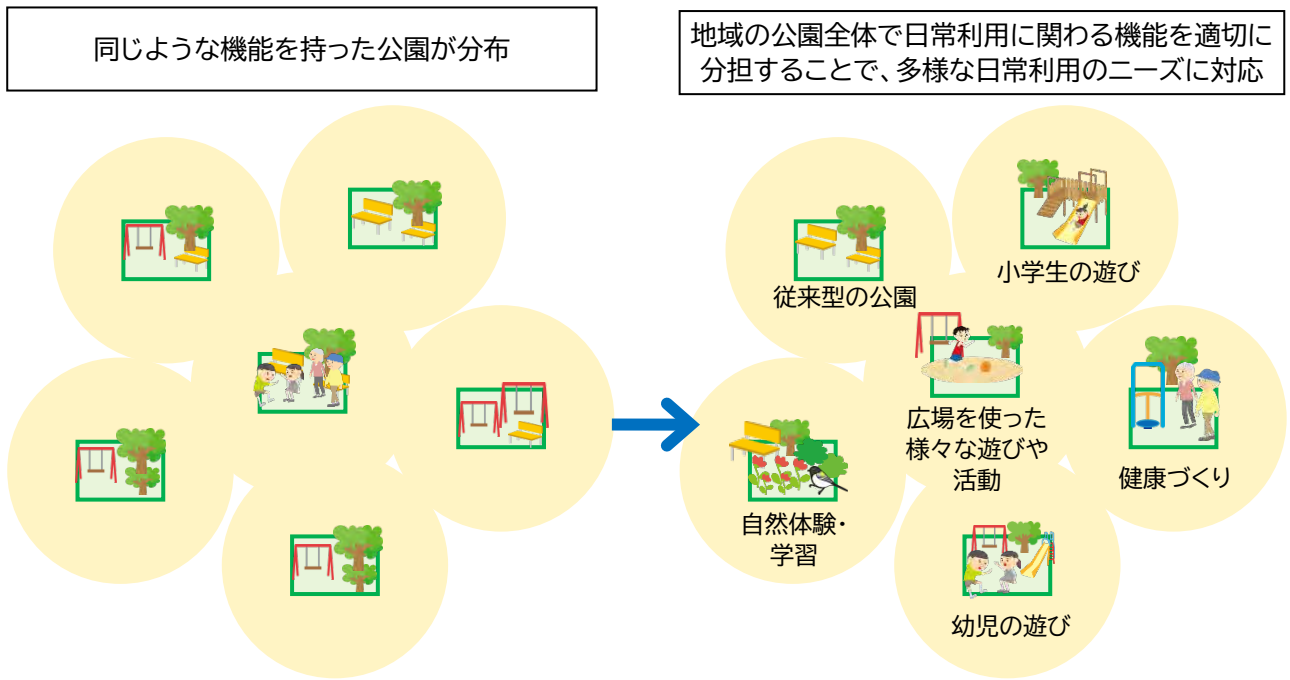 同じような機能を持った公園が分布
地域の公園全体で日常利用に関わる機能を適切に
分担することで、多様な日常利用のニーズに対応
小学生の遊び
従来型の公園
広場を使った
様々な遊びや
活動
健康づくり
自然体験・
学習
幼児の遊び